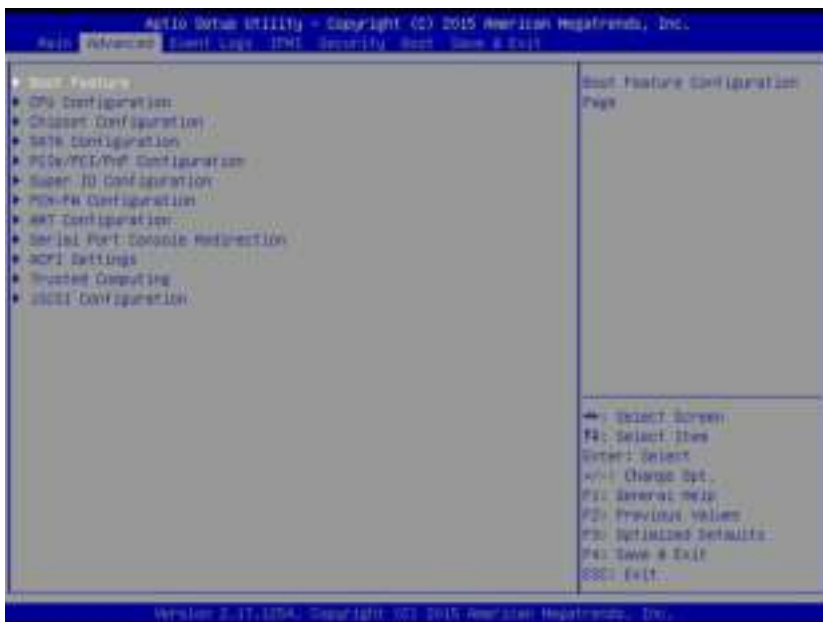 Aptio Setup Utility - Copyright (C) 2015 American Megatrends, Inc.
Main Advanced Event Logs IPMI Security Boot Save & Exit
Boot Feature
CPU Configuration
Chipset Configuration
SATA Configuration
PCIe/PCI/PnP Configuration
Super IO Configuration
PCH-FW Configuration
AMT Configuration
Serial Port Console Redirection
ACPI Settings
Trusted Computing
iSCSI Configuration
Boot Feature Configuration
Page
: Select Screen
: Select Item
Enter: Select
+/-: Change Opt.
F1: General Help
F2: Previous Values
F3: Optimized Defaults
F4: Save & Exit
ESC: Exit
Version 2.17.1254. Copyright (C) 2015 American Megatrends, Inc.